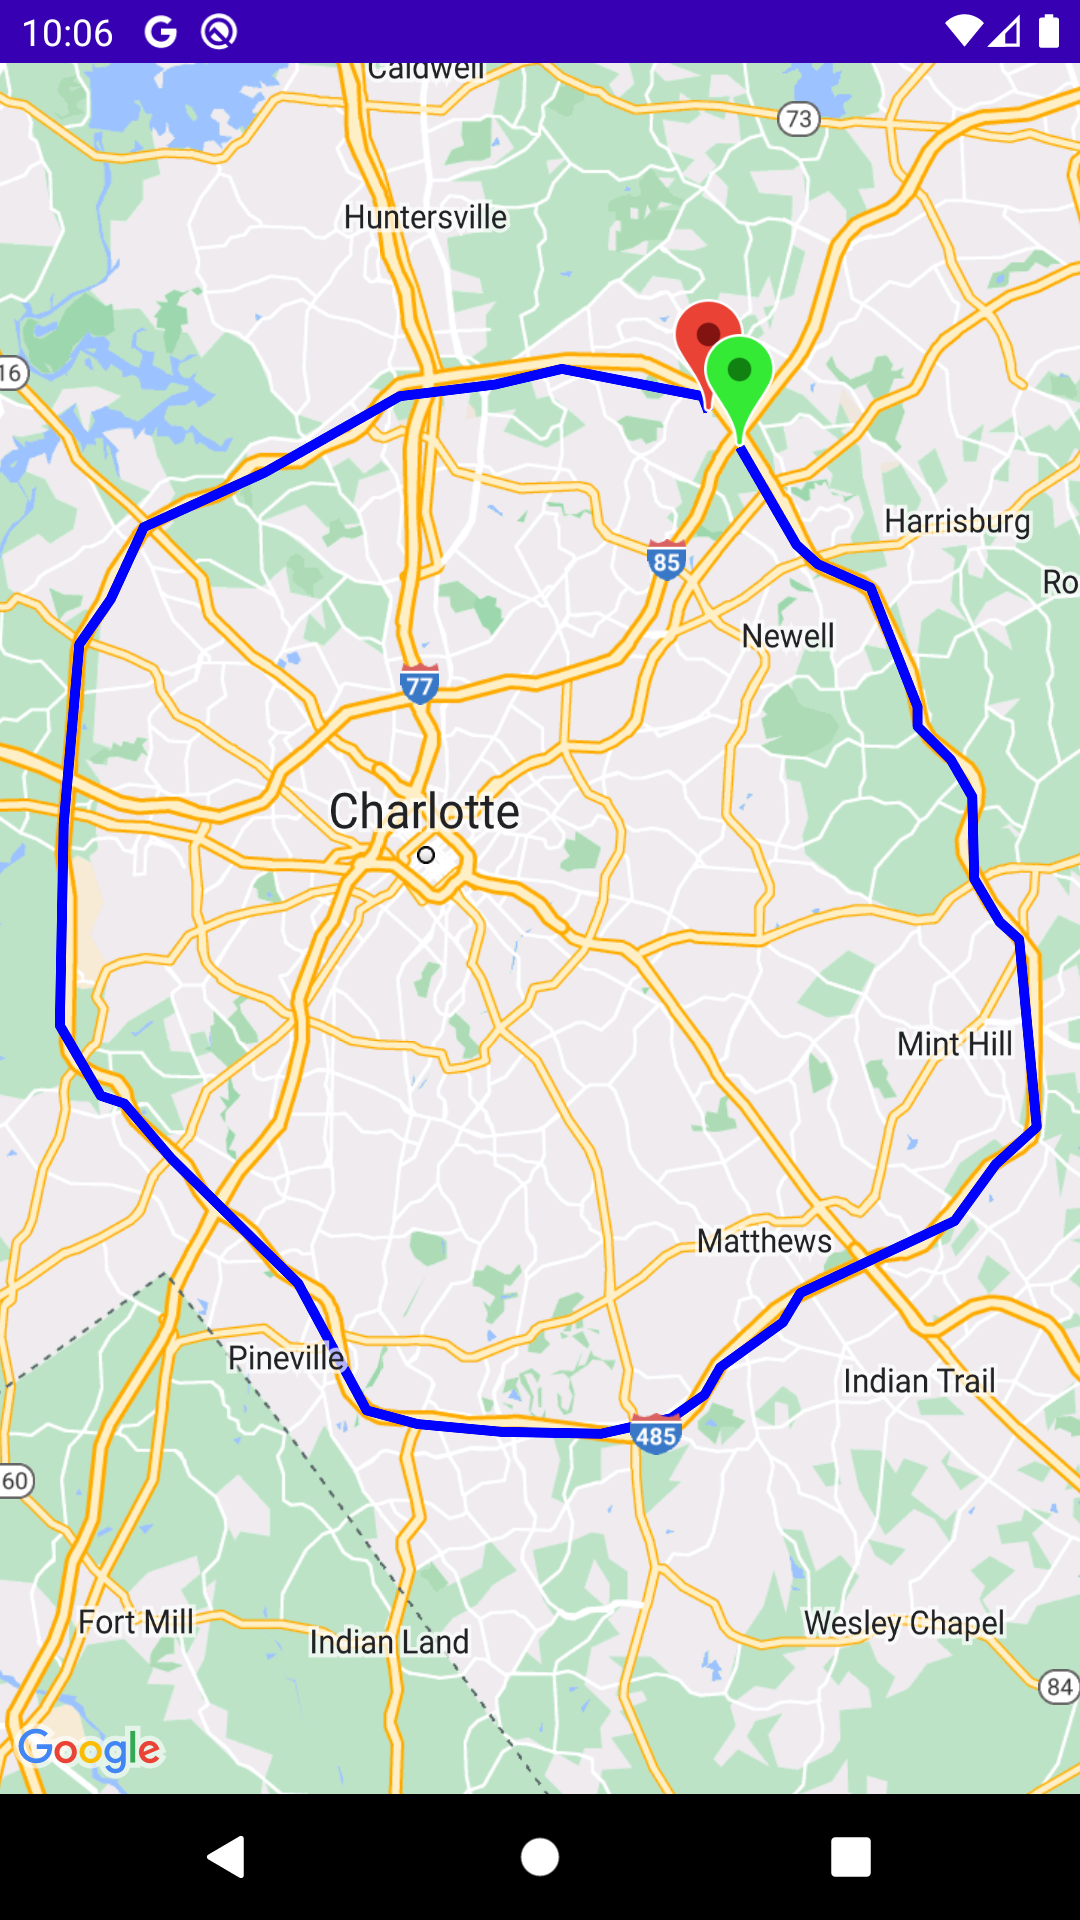 10:06
Caldwell
73
Huntersville
16
Harrisburg
85
Ro
Newell
77
Charlotte
Mint Hill
Matthews
Pineville
Indian Trail
485
60
Fort Mill
Indian Land
Wesley Chapel
84
Google